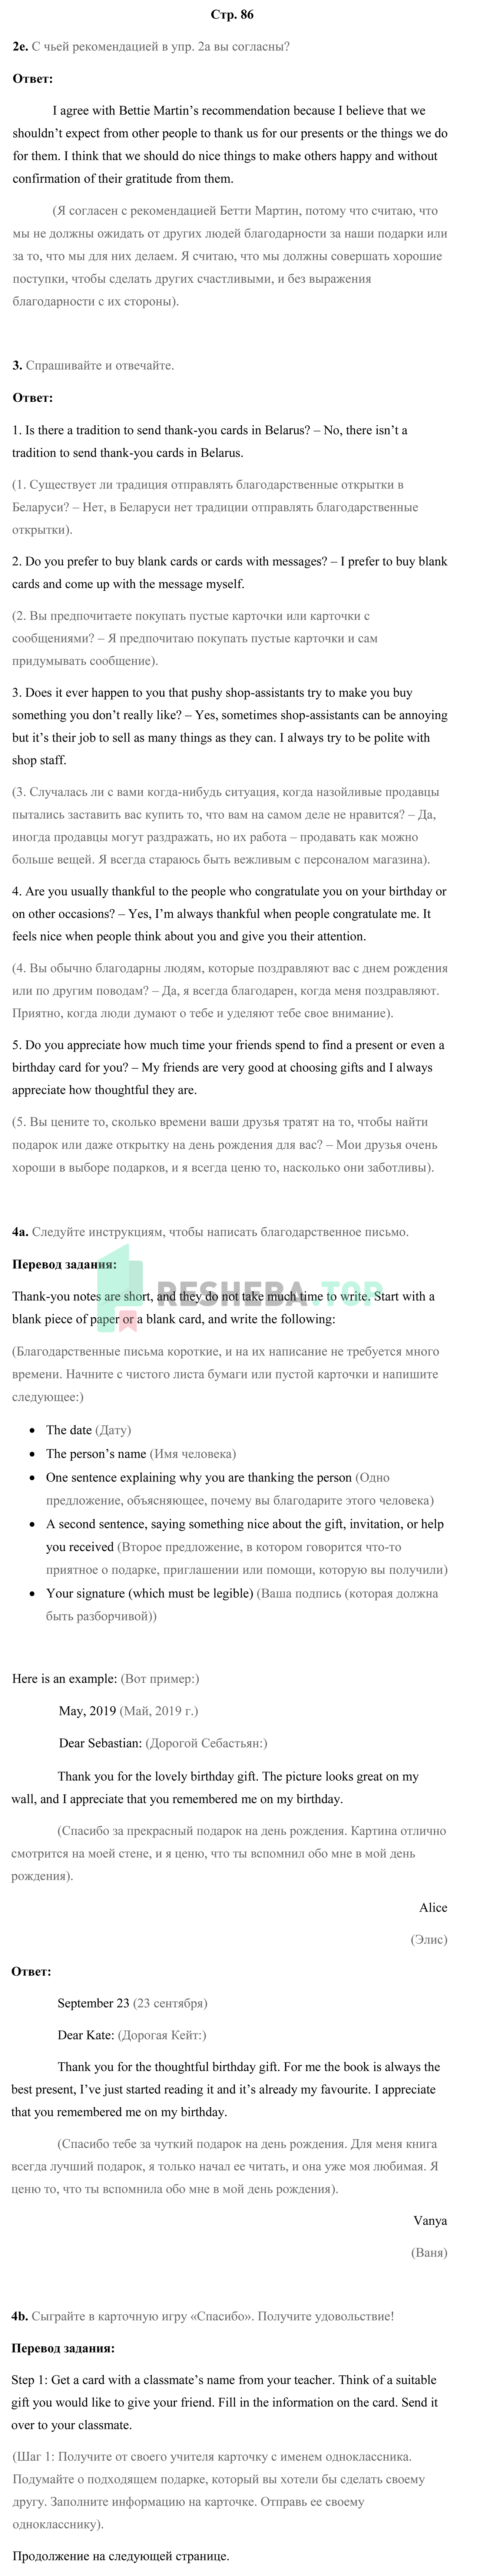 Стр. 86
2e. С чьей рекомендацией в упр. 2а вы согласны?
Ответ:
I agree with Bettie Martin’s recommendation because I believe that we
shouldn’t expect from other people to thank us for our presents or the things we do
for them. I think that we should do nice things to make others happy and without
confirmation of their gratitude from them.
(Я согласен с рекомендацией Бетти Мартин, потому что считаю, что
мы не должны ожидать от других людей благодарности за наши подарки или
за то, что мы для них делаем. Я считаю, что мы должны совершать хорошие
поступки, чтобы сделать других счастливыми, и без выражения
благодарности с их стороны).
3. Спрашивайте и отвечайте.
Ответ:
1. Is there a tradition to send thank-you cards in Belarus? – No, there isn’t a
tradition to send thank-you cards in Belarus.
(1. Существует ли традиция отправлять благодарственные открытки в
Беларуси? – Нет, в Беларуси нет традиции отправлять благодарственные
открытки).
2. Do you prefer to buy blank cards or cards with messages? – I prefer to buy blank
cards and come up with the message myself.
(2. Вы предпочитаете покупать пустые карточки или карточки с
сообщениями? – Я предпочитаю покупать пустые карточки и сам
придумывать сообщение).
3. Does it ever happen to you that pushy shop-assistants try to make you buy
something you don’t really like? – Yes, sometimes shop-assistants can be annoying
but it’s their job to sell as many things as they can. I always try to be polite with
shop staff.
(3. Случалась ли с вами когда-нибудь ситуация, когда назойливые продавцы
пытались заставить вас купить то, что вам на самом деле не нравится? – Да,
иногда продавцы могут раздражать, но их работа – продавать как можно
больше вещей. Я всегда стараюсь быть вежливым с персоналом магазина).
4. Are you usually thankful to the people who congratulate you on your birthday or
on other occasions? – Yes, I’m always thankful when people congratulate me. It
feels nice when people think about you and give you their attention.
(4. Вы обычно благодарны людям, которые поздравляют вас с днем рождения
или по другим поводам? – Да, я всегда благодарен, когда меня поздравляют.
Приятно, когда люди думают о тебе и уделяют тебе свое внимание).
5. Do you appreciate how much time your friends spend to find a present or even a
birthday card for you? – My friends are very good at choosing gifts and I always
appreciate how thoughtful they are.
(5. Вы цените то, сколько времени ваши друзья тратят на то, чтобы найти
подарок или даже открытку на день рождения для вас? – Мои друзья очень
хороши в выборе подарков, и я всегда ценю то, насколько они заботливы).
4a. Следуйте инструкциям, чтобы написать благодарственное письмо.
Перевод задания:
RESHEBA.TOP
Thank-you notes are short, and they do not take much time to write. Start with a
blank piece of paper or a blank card, and write the following:
(Благодарственные письма короткие, и на их написание не требуется много
времени. Начните с чистого листа бумаги или пустой карточки и напишите
следующее:)
• The date (Дату)
• The person’s name (Имя человека)
• One sentence explaining why you are thanking the person (Одно
предложение, объясняющее, почему вы благодарите этого человека)
• A second sentence, saying something nice about the gift, invitation, or help
you received (Второе предложение, в котором говорится что-то
приятное о подарке, приглашении или помощи, которую вы получили)
• Your signature (which must be legible) (Ваша подпись (которая должна
быть разборчивой))
Here is an example: (Вот пример:)
May, 2019 (Май, 2019 г.)
Dear Sebastian: (Дорогой Себастьян:)
Thank you for the lovely birthday gift. The picture looks great on my
wall, and I appreciate that you remembered me on my birthday.
(Спасибо за прекрасный подарок на день рождения. Картина отлично
смотрится на моей стене, и я ценю, что ты вспомнил обо мне в мой день
рождения).
Alice
(Элис)
Ответ:
September 23 (23 сентября)
Dear Kate: (Дорогая Кейт:)
Thank you for the thoughtful birthday gift. For me the book is always the
best present, I’ve just started reading it and it’s already my favourite. I appreciate
that you remembered me on my birthday.
(Спасибо тебе за чуткий подарок на день рождения. Для меня книга
всегда лучший подарок, я только начал ее читать, и она уже моя любимая. Я
ценю то, что ты вспомнила обо мне в мой день рождения).
Vanya
(Ваня)
4b. Сыграйте в карточную игру «Спасибо». Получите удовольствие!
Перевод задания:
Step 1: Get a card with a classmate’s name from your teacher. Think of a suitable
gift you would like to give your friend. Fill in the information on the card. Send it
over to your classmate.
(Шаг 1: Получите от своего учителя карточку с именем одноклассника.
Подумайте о подходящем подарке, который вы хотели бы сделать своему
другу. Заполните информацию на карточке. Отправь ее своему
однокласснику).
Продолжение на следующей странице.